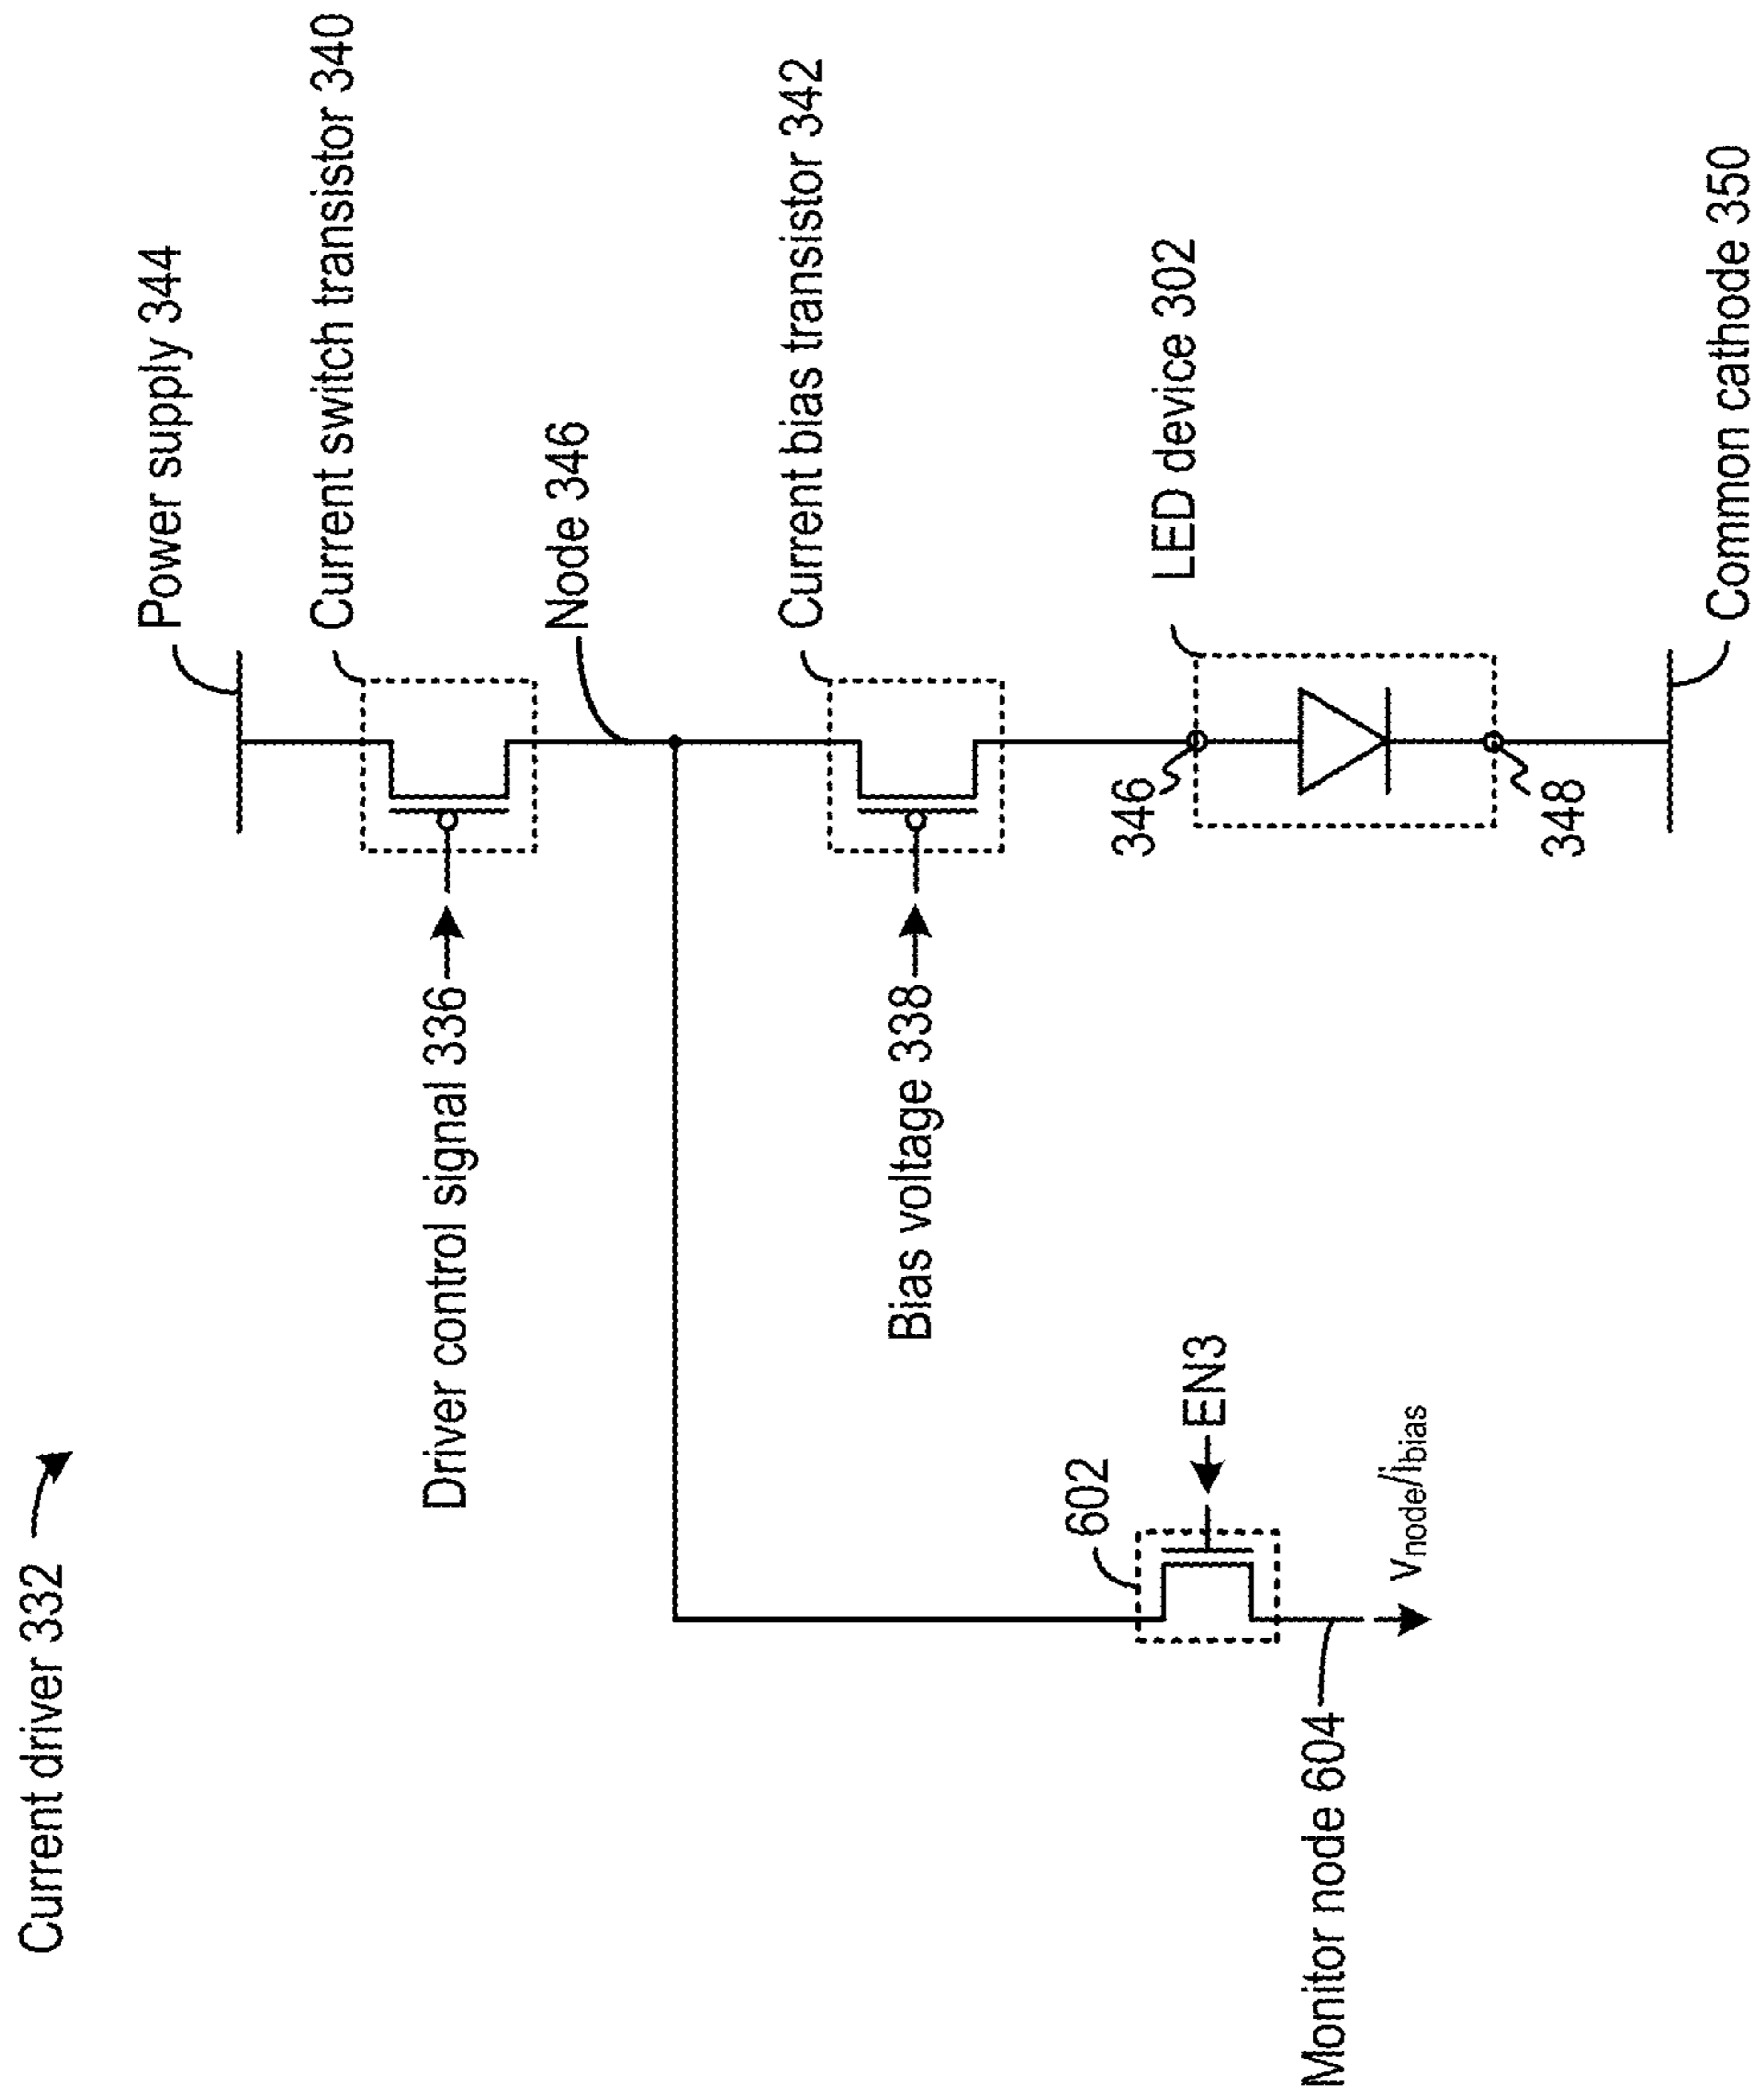 Current driver 332
Power supply 344
Current switch transistor 340
Driver control signal 336
Node 346
Current bias transistor 342
Bias voltage 338
602
EN3
346
LED device 302
Monitor node 604
Vnode/ibias
348
Common cathode 350